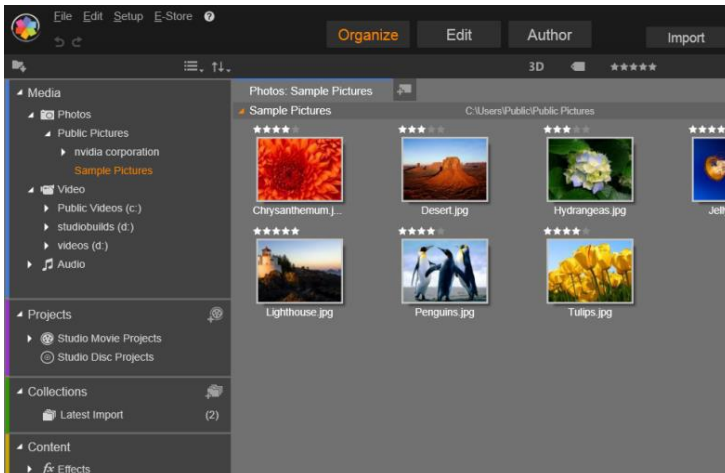 File Edit Setup E-Store ?
Organize Edit Author Import
3D
Media
Photos: Sample Pictures
Photos
Sample Pictures C:\Users\Public\Public Pictures
Public Pictures
nvidia corporation
Sample Pictures
Video
Public Videos (c:)
studiobuilds (d:)
videos (d:)
Audio
Chrysanthemum.j... Desert.jpg Hydrangeas.jpg Jell
Lighthouse.jpg Penguins.jpg Tulips.jpg
Projects
Studio Movie Projects
Studio Disc Projects
Collections
Latest Import (2)
Content
fx Effects